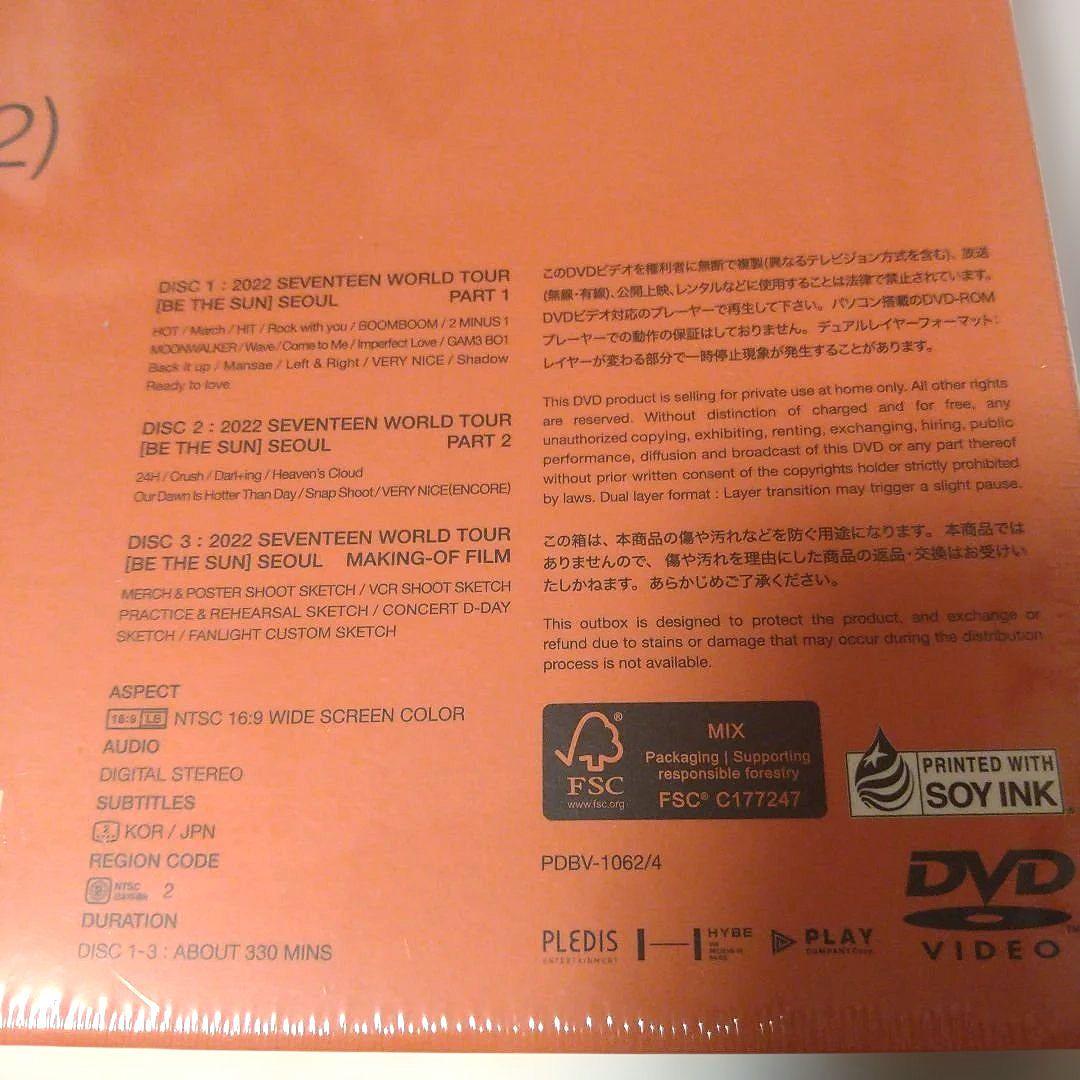 2)
DISC 1 : 2022 SEVENTEEN WORLD TOUR
[BE THE SUN] SEOUL PART 1
HOT / March / HIT / Rock with you / BOOMBOOM / 2 MINUS 1
MOONWALKER / Wave / Come to Me / Imperfect Love / GAM3 BO1
Back it up / Mansae / Left & Right / VERY NICE / Shadow
Ready to love
DISC 2 : 2022 SEVENTEEN WORLD TOUR
[BE THE SUN] SEOUL PART 2
24H / Crush / Darl+ing / Heaven's Cloud
Our Dawn Is Hotter Than Day / Snap Shoot / VERY NICE(ENCORE)
DISC 3 : 2022 SEVENTEEN WORLD TOUR
[BE THE SUN] SEOUL MAKING-OF FILM
MERCH & POSTER SHOOT SKETCH / VCR SHOOT SKETCH
PRACTICE & REHEARSAL SKETCH / CONCERT D-DAY
SKETCH / FANLIGHT CUSTOM SKETCH
ASPECT
16:9 LB NTSC 16:9 WIDE SCREEN COLOR
AUDIO
DIGITAL STEREO
SUBTITLES
2 KOR / JPN
REGION CODE
2 NTSC 2
DURATION
DISC 1-3 : ABOUT 330 MINS
このDVDビデオを権利者に無断で複製(異なるテレビジョン方式を含む)、放送
(無線・有線)、公開上映、レンタルなどに使用することは法律で禁止されています。
DVDビデオ対応のプレーヤーで再生して下さい。パソコン搭載のDVD-ROM
プレーヤーでの動作の保証はしておりません。デュアルレイヤーフォーマット:
レイヤーが変わる部分で一時停止現象が発生することがあります。
This DVD product is selling for private use at home only. All other rights
are reserved. Without distinction of charged and for free, any
unauthorized copying, exhibiting, renting, exchanging, hiring, public
performance, diffusion and broadcast of this DVD or any part thereof
without prior written consent of the copyrights holder strictly prohibited
by laws. Dual layer format : Layer transition may trigger a slight pause.
この箱は、本商品の傷や汚れなどを防ぐ用途になります。本商品では
ありませんので、傷や汚れを理由にした商品の返品・交換はお受けい
たしかねます。あらかじめご了承ください。
This outbox is designed to protect the product, and exchange or
refund due to stains or damage that may occur during the distribution
process is not available.
FSC®
www.fsc.org
MIX
Packaging | Supporting
responsible forestry
FSC® C177247
PRINTED WITH
SOY INK®
PDBV-1062/4
PLEDIS
ENTERTAINMENT
HYBE
PLAY
COMPANY Corp.
DVD
VIDEO™